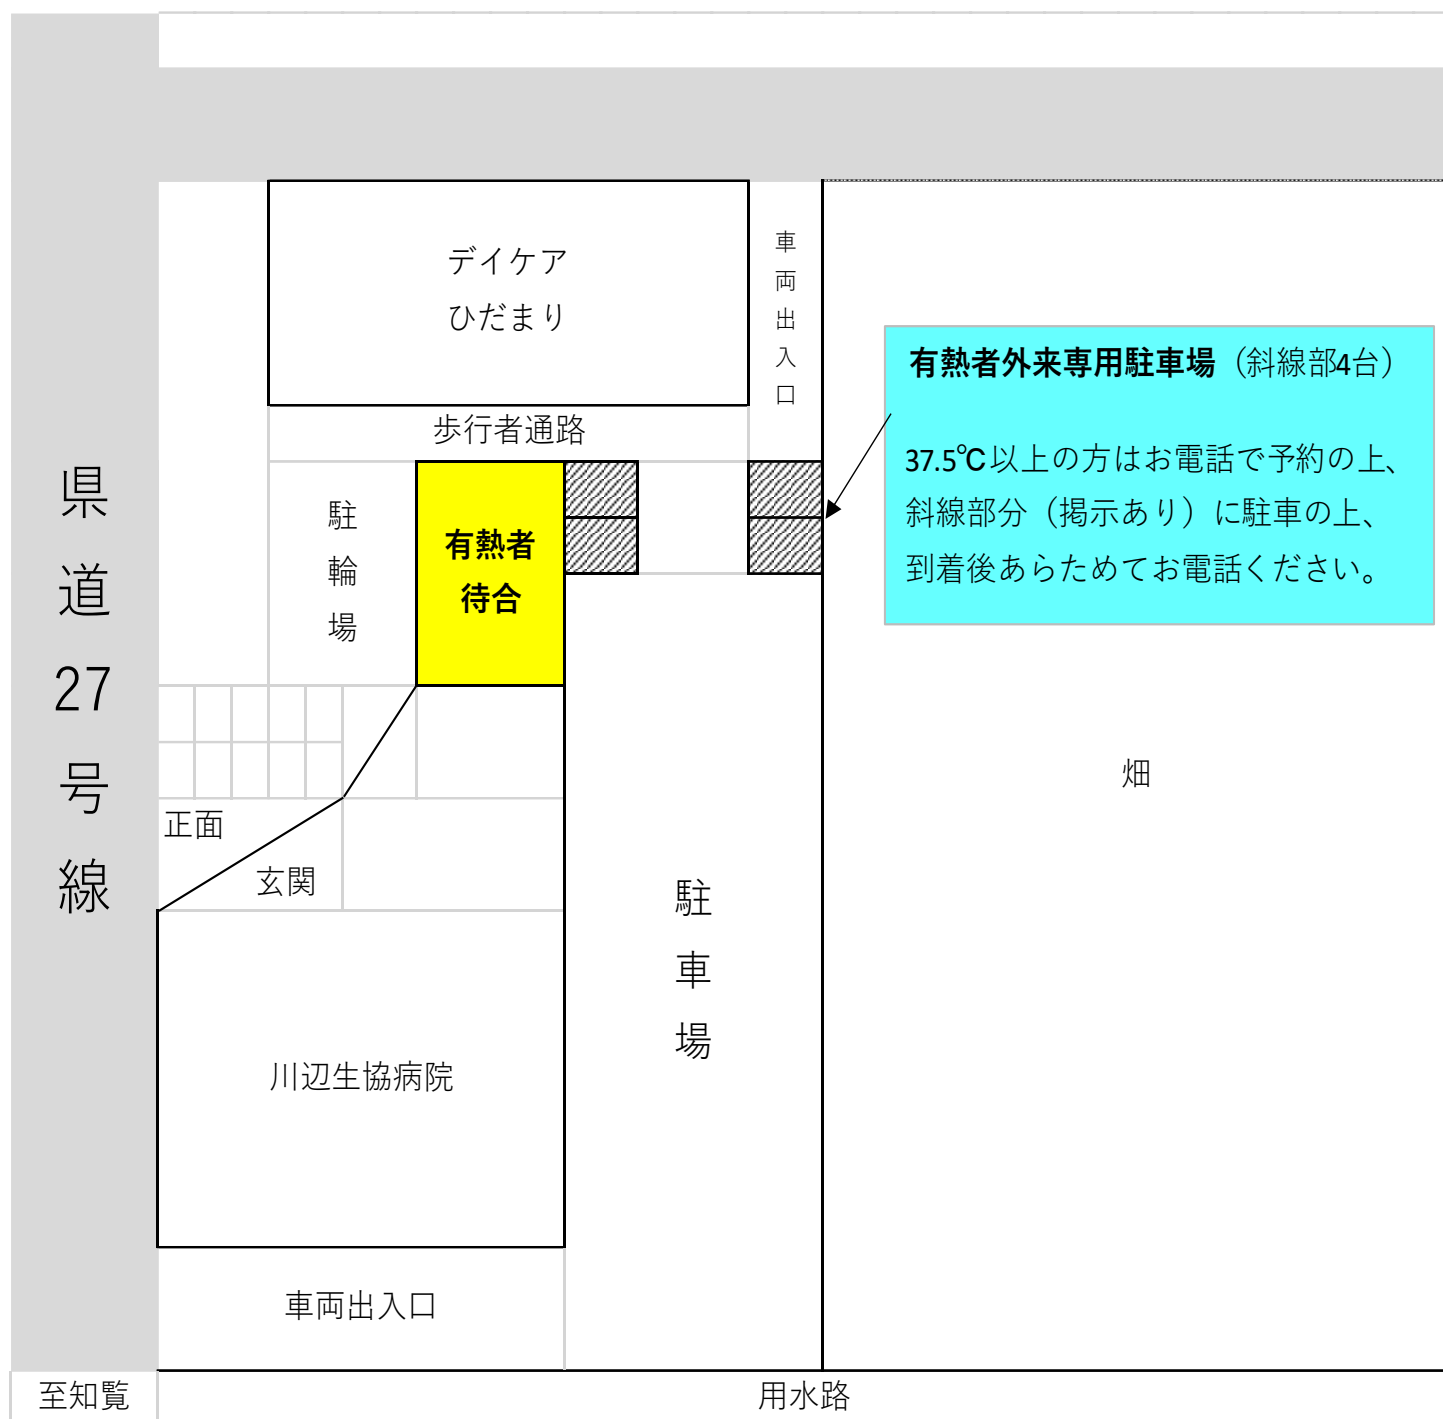 デイケア
ひだまり
車両出入口
有熱者外来専用駐車場（斜線部4台）
37.5℃以上の方はお電話で予約の上、
斜線部分（掲示あり）に駐車の上、
到着後あらためてお電話ください。
歩行者通路
県道27号線
駐輪場
有熱者
待合
畑
正面
玄関
駐車場
川辺生協病院
車両出入口
至知覧
用水路